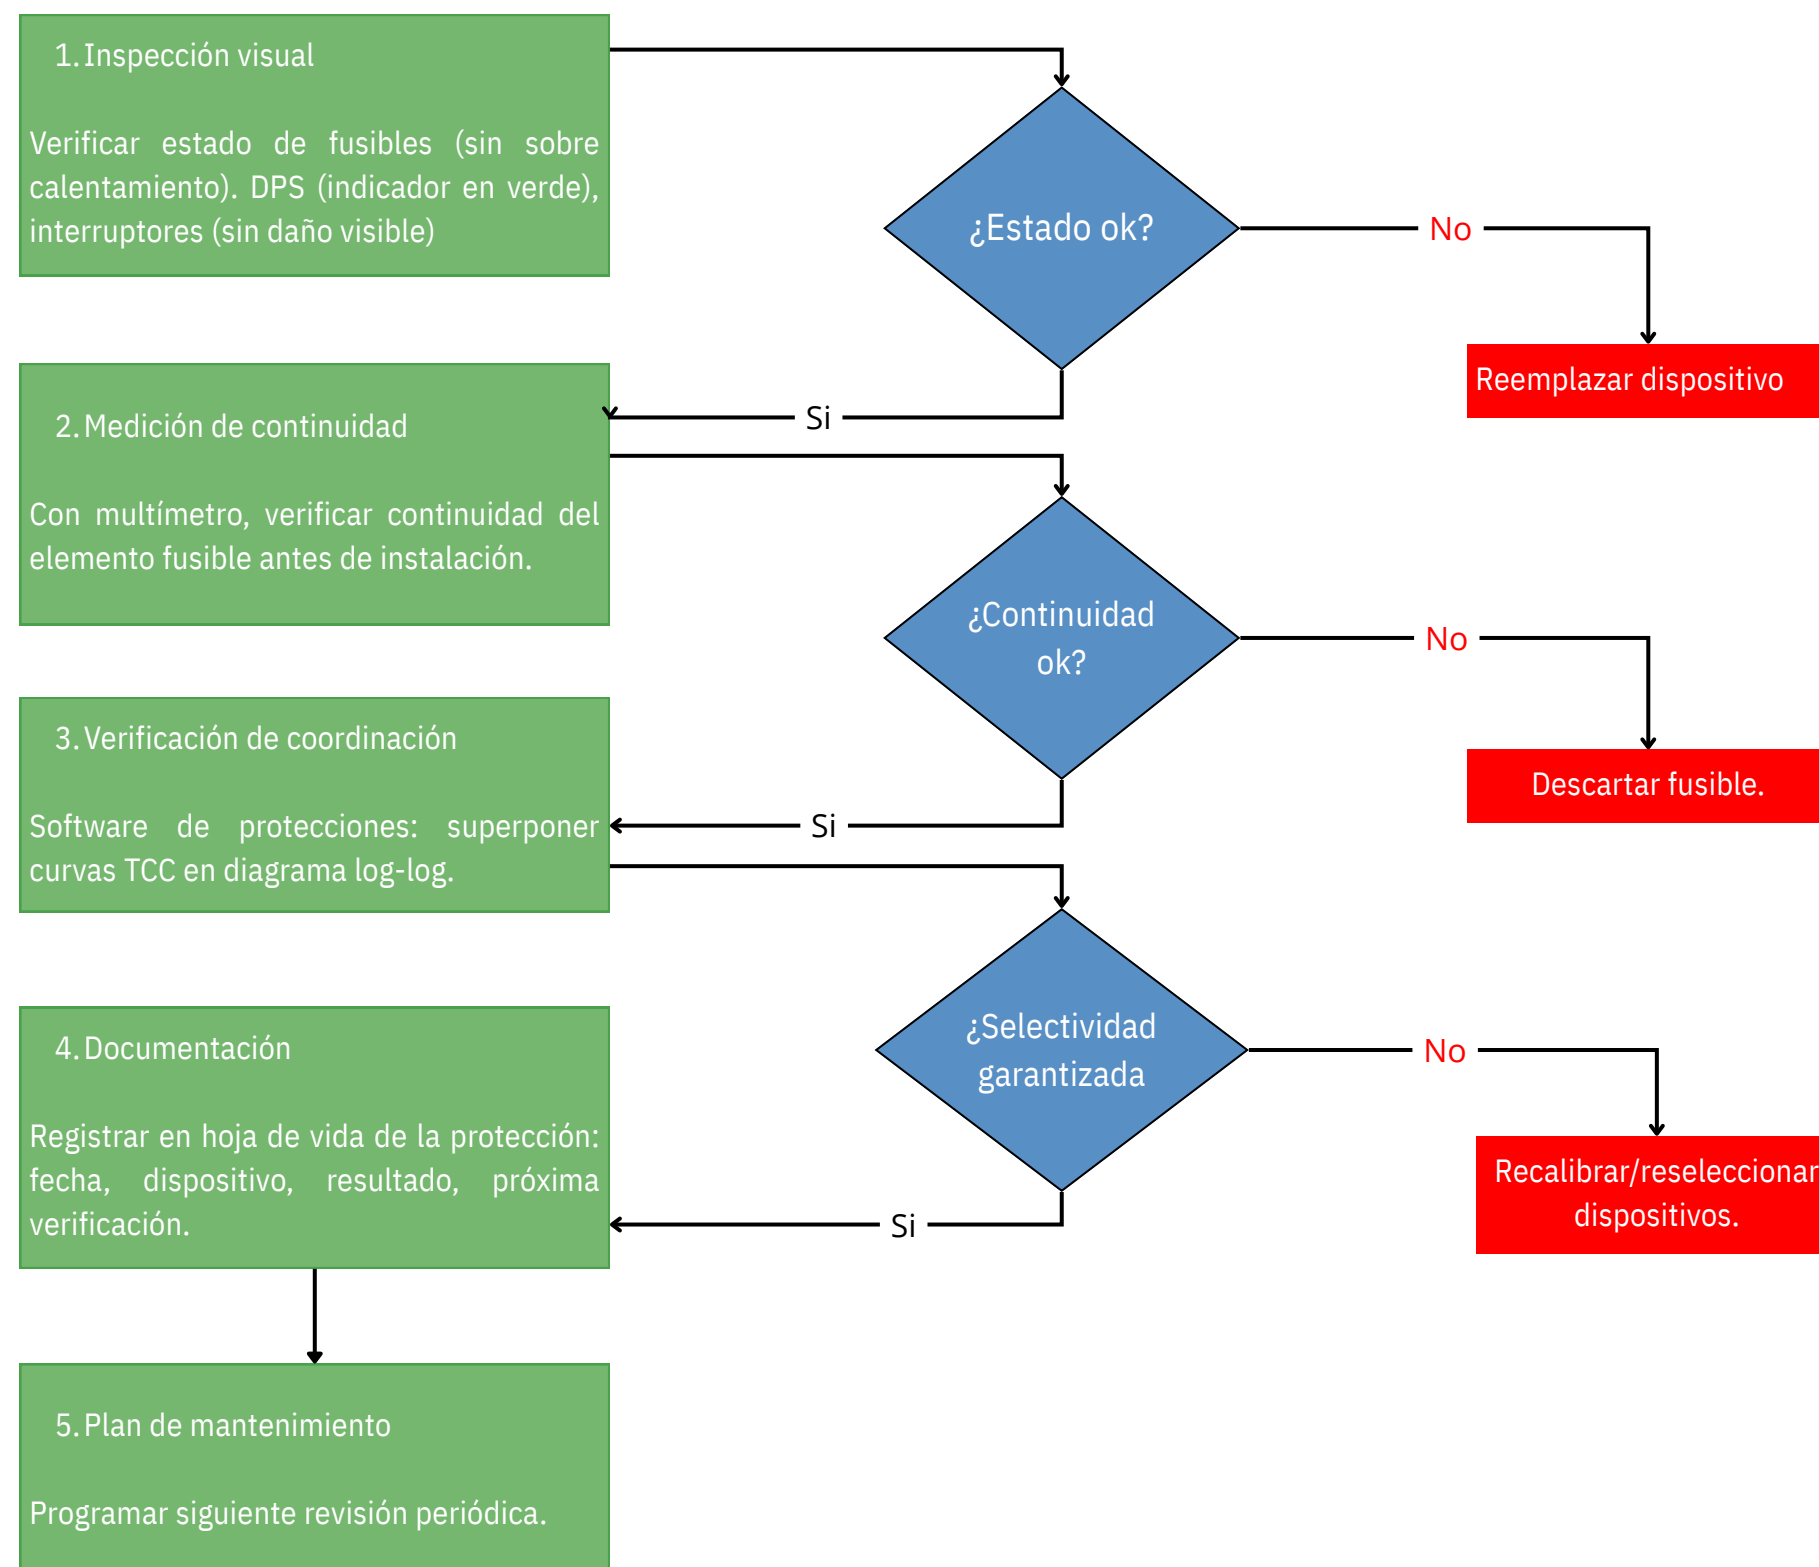 1. Inspección visual
Verificar estado de fusibles (sin sobre
calentamiento). DPS (indicador en verde),
interruptores (sin daño visible)
¿Estado ok?
No
Reemplazar dispositivo
Si
2. Medición de continuidad
Con multímetro, verificar continuidad del
elemento fusible antes de instalación.
¿Continuidad
ok?
No
Descartar fusible.
Si
3. Verificación de coordinación
Software de protecciones: superponer
curvas TCC en diagrama log-log.
¿Selectividad
garantizada
No
Recalibrar/reseleccionar
dispositivos.
Si
4. Documentación
Registrar en hoja de vida de la protección:
fecha, dispositivo, resultado, próxima
verificación.
5. Plan de mantenimiento
Programar siguiente revisión periódica.